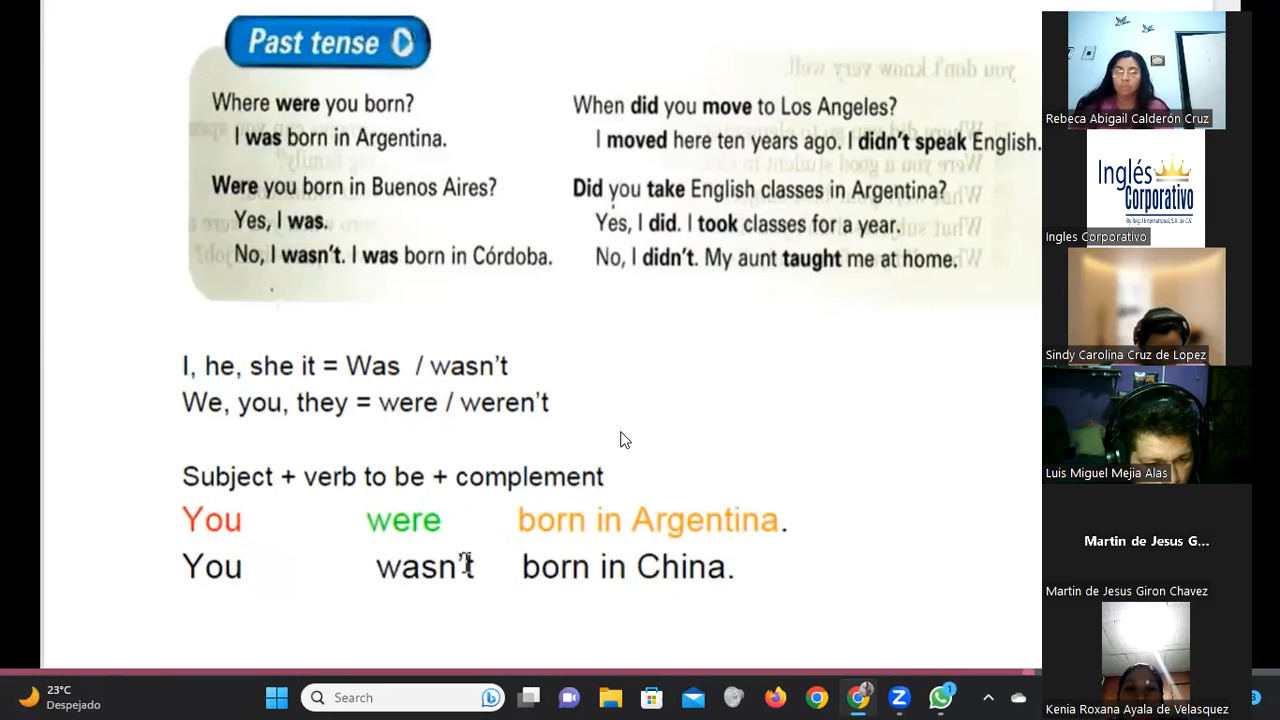 Past tense
Where were you born?
I was born in Argentina.
Were you born in Buenos Aires?
Yes, I was.
No, I wasn't. I was born in Córdoba.
When did you move to Los Angeles?
I moved here ten years ago. I didn't speak English.
Did you take English classes in Argentina?
Yes, I did. I took classes for a year.
No, I didn't. My aunt taught me at home.
I, he, she it = Was / wasn't
We, you, they = were / weren't
Subject + verb to be + complement
You were born in Argentina.
You wasn't born in China.
Rebeca Abigail Calderón Cruz
Inglés
Corporativo
By Regal International, S.A. de C.V.
Ingles Corporativo
Sindy Carolina Cruz de Lopez
Luis Miguel Mejia Alas
Martin de Jesus G...
Martin de Jesus Giron Chavez
Kenia Roxana Ayala de Velasquez
23°C
Despejado
Search
1